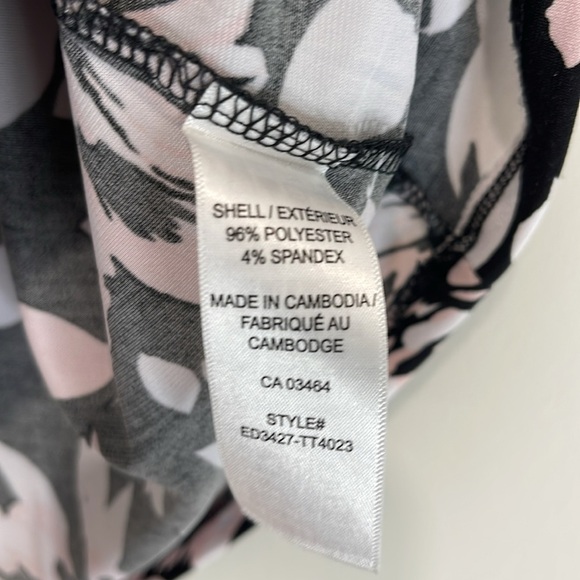 SHELL / EXTÉRIEUR
96% POLYESTER
4% SPANDEX
MADE IN CAMBODIA /
FABRIQUÉ AU
CAMBODGE
CA 03464
STYLE#
ED3427-TT4023